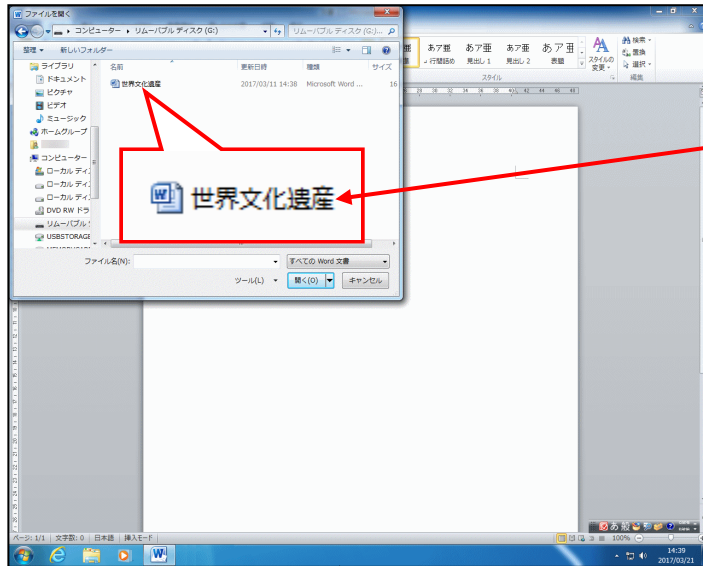 ファイルを開く
コンピューター ▸ リムーバブル ディスク (G:)
リムーバブル ディスク (G:)...
整理 新しいフォルダー
ライブラリ
ドキュメント
ピクチャ
ビデオ
ミュージック
ホームグループ
コンピューター
ローカル ディ
ローカル ディ
ローカル ディ
DVD RW ドラ
リムーバブル
USBSTORAGE
名前 更新日時 種類 サイズ
世界文化遺産 2017/03/11 14:38 Microsoft Word ... 16
世界文化遺産
ファイル名(N): すべての Word 文書
ツール(L) 開く(O) キャンセル
あア亜 あア亜 あア亜 あア亜
行間詰め 見出し 1 見出し 2 表題
スタイルの
変更
スタイル
検索
置換
選択
編集
ページ: 1/1 文字数: 0 日本語 挿入モード
あ 般
100%
14:39
2017/03/21